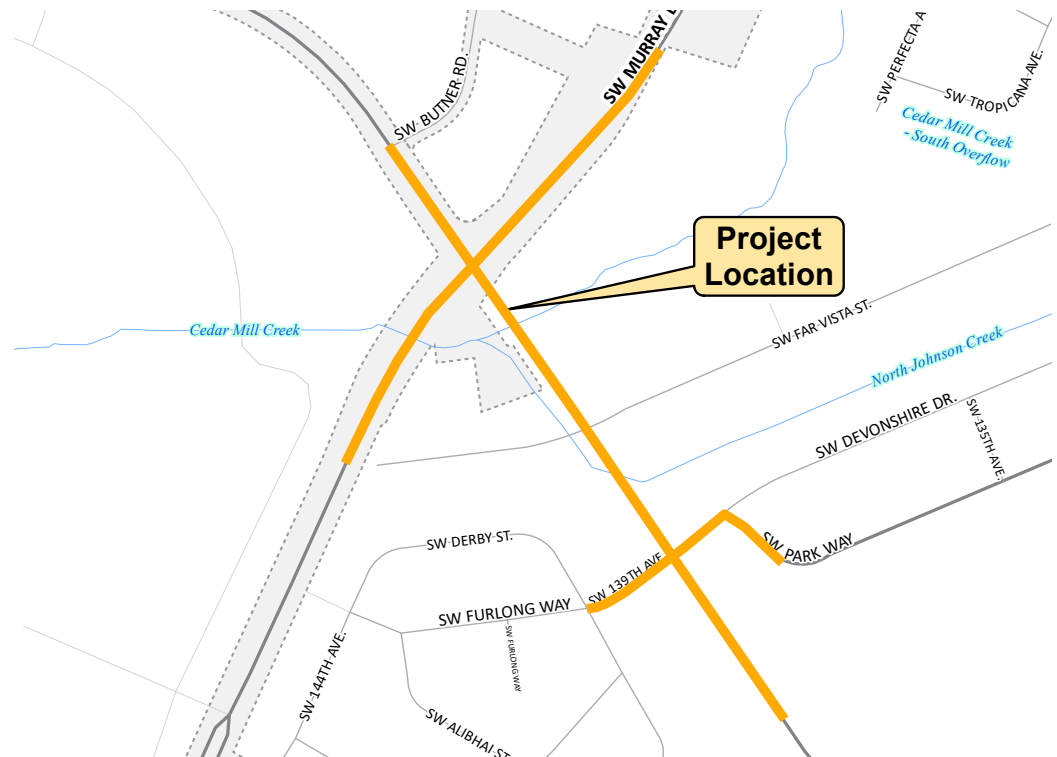 SW BUTNER RD.
SW MURRAY
SW PERFECTA A
SW TROPICANA AVE.
Cedar Mill Creek
- South Overflow
Project
Location
Cedar Mill Creek
SW FAR VISTA ST.
North Johnson Creek
SW DEVONSHIRE DR.
SW 135TH AVE.
SW PARK WAY
SW DERBY ST.
SW 139TH AVE
SW FURLONG WAY
SW FURLONG WAY
SW 144TH AVE.
SW ALIBHAI ST